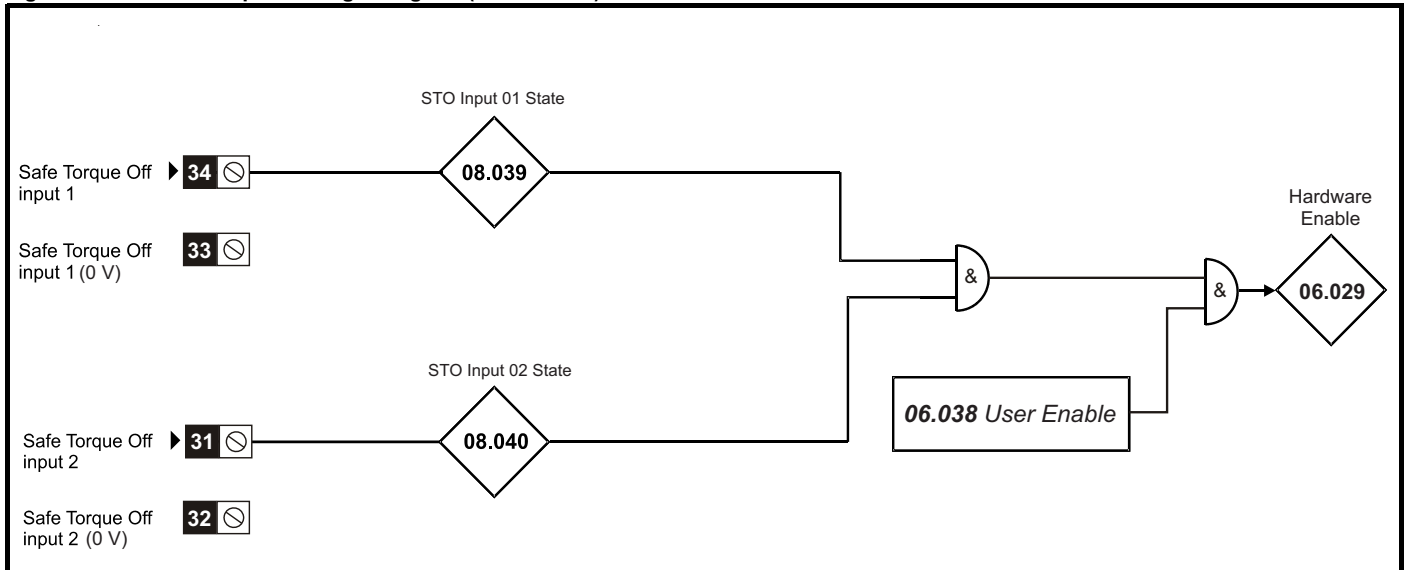 STO Input 01 State
Safe Torque Off
input 1
34
08.039
Hardware
Enable
Safe Torque Off
input 1 (0 V)
33
&
&
06.029
STO Input 02 State
06.038 User Enable
Safe Torque Off
input 2
31
08.040
Safe Torque Off
input 2 (0 V)
32